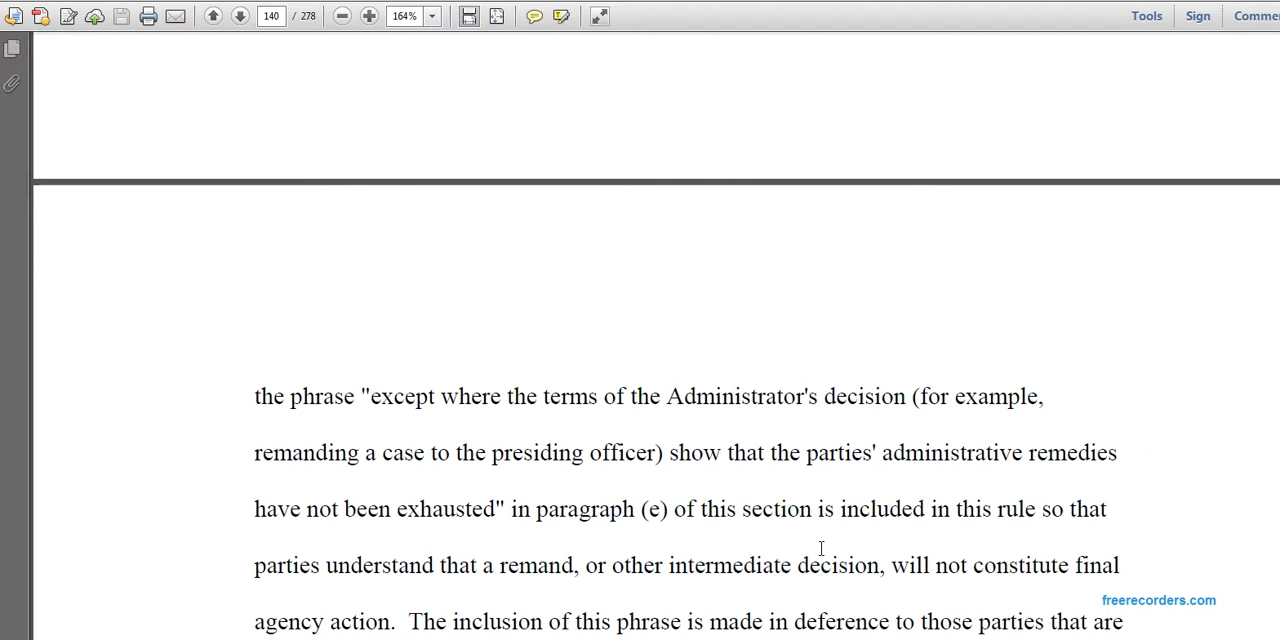 140 / 278 164% Tools Sign Comme
the phrase "except where the terms of the Administrator's decision (for example,
remanding a case to the presiding officer) show that the parties' administrative remedies
have not been exhausted" in paragraph (e) of this section is included in this rule so that
parties understand that a remand, or other intermediate decision, will not constitute final
freerecorders.com
agency action. The inclusion of this phrase is made in deference to those parties that are